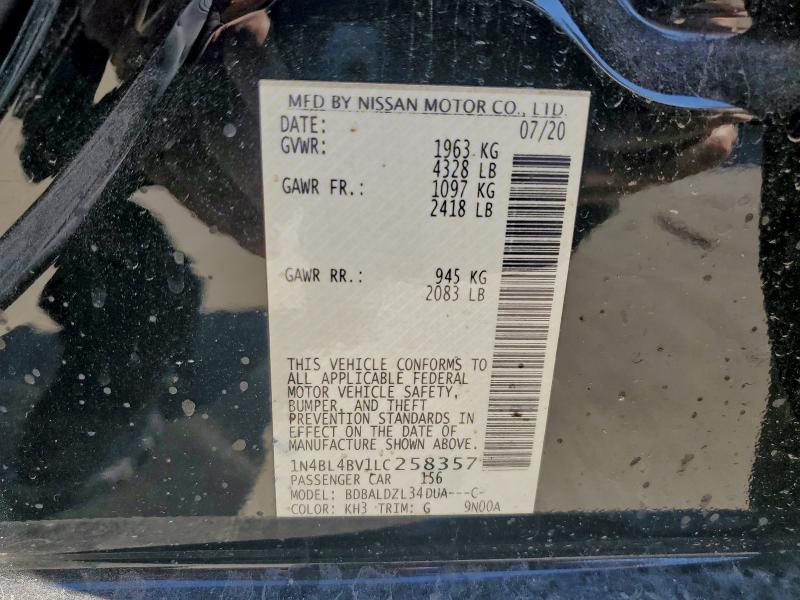 MFD BY NISSAN MOTOR CO., LTD.
DATE: 07/20
GVWR: 1963 KG
4328 LB
GAWR FR.: 1097 KG
2418 LB
GAWR RR.: 945 KG
2083 LB
THIS VEHICLE CONFORMS TO
ALL APPLICABLE FEDERAL
MOTOR VEHICLE SAFETY,
BUMPER, AND THEFT
PREVENTION STANDARDS IN
EFFECT ON THE DATE OF
MANUFACTURE SHOWN ABOVE.
1N4BL4BV1LC258357
PASSENGER CAR 156
MODEL: BDBALDZL34DUA---C-
COLOR: KH3 TRIM: G 9N00A